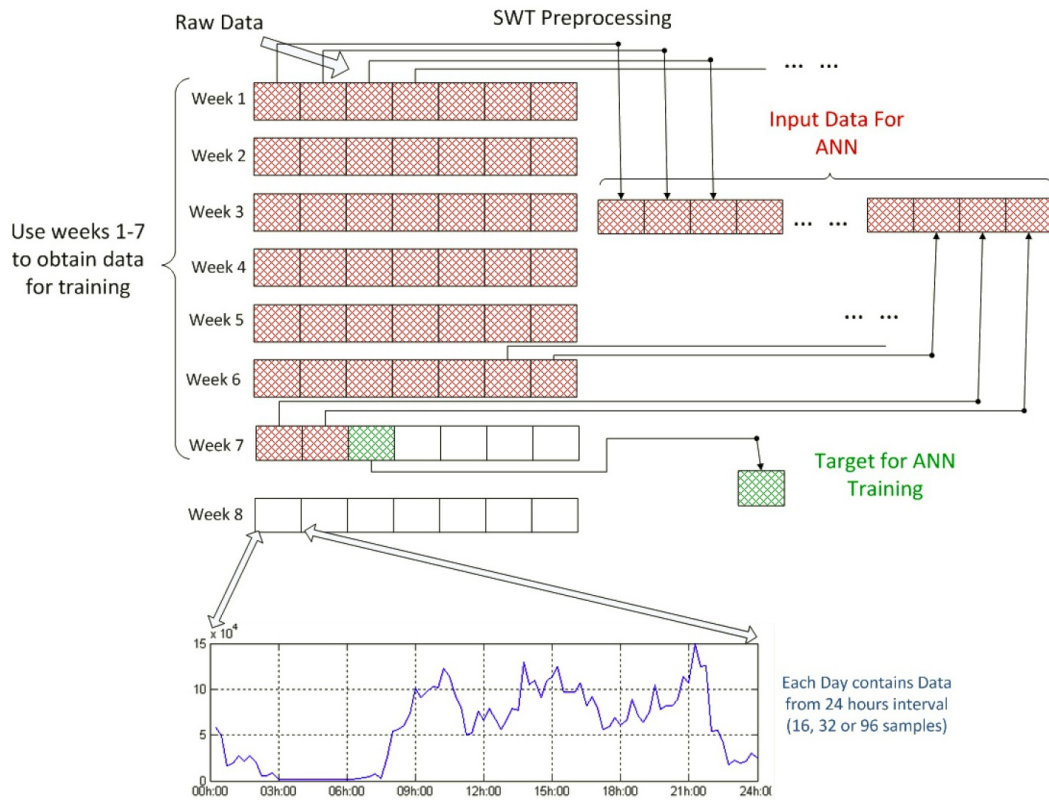 SWT Preprocessing
Raw Data
... ...
Week 1
Input Data For
ANN
Week 2
Week 3
... ...
Use weeks 1-7
to obtain data
for training
Week 4
Week 5
... ...
Week 6
Week 7
Target for ANN
Training
Week 8
x 10^4
15
10
5
0
00h:00 03h:00 06h:00 09h:00 12h:00 15h:00 18h:00 21h:00 24h:00
Each Day contains Data
from 24 hours interval
(16, 32 or 96 samples)